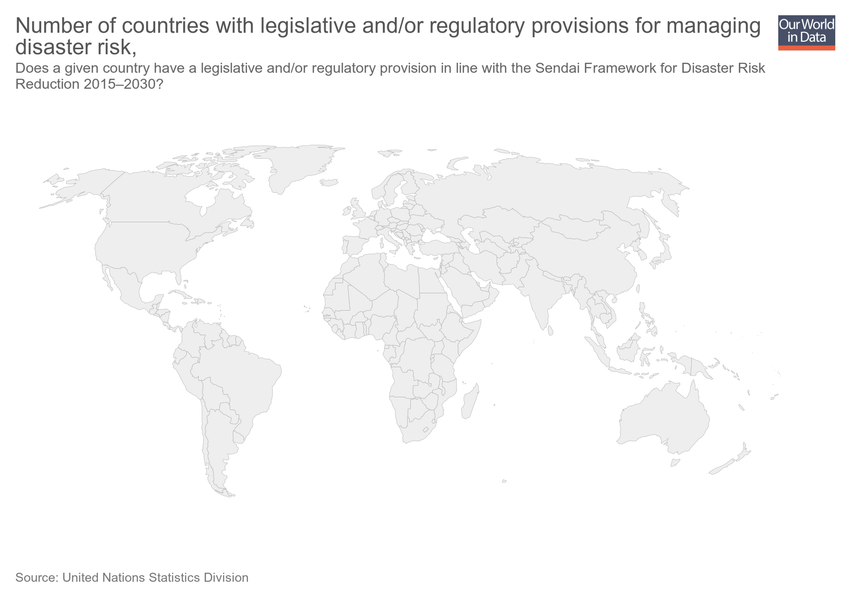 Number of countries with legislative and/or regulatory provisions for managing
disaster risk,
Our World
in Data
Does a given country have a legislative and/or regulatory provision in line with the Sendai Framework for Disaster Risk
Reduction 2015–2030?
Source: United Nations Statistics Division